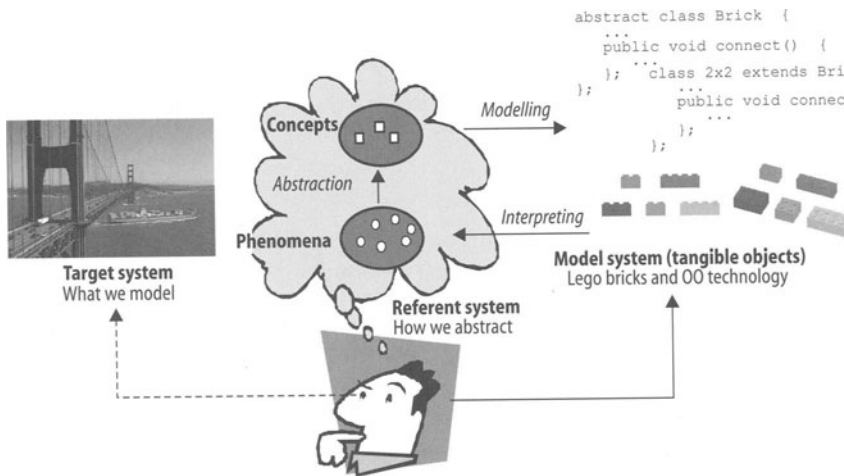 abstract class Brick {
...
public void connect() {
...
}; class 2x2 extends Bri
}; ...
public void connec
...
};
};
Concepts
Modelling
Abstraction
Interpreting
Phenomena
Target system
What we model
Model system (tangible objects)
Lego bricks and OO technology
Referent system
How we abstract